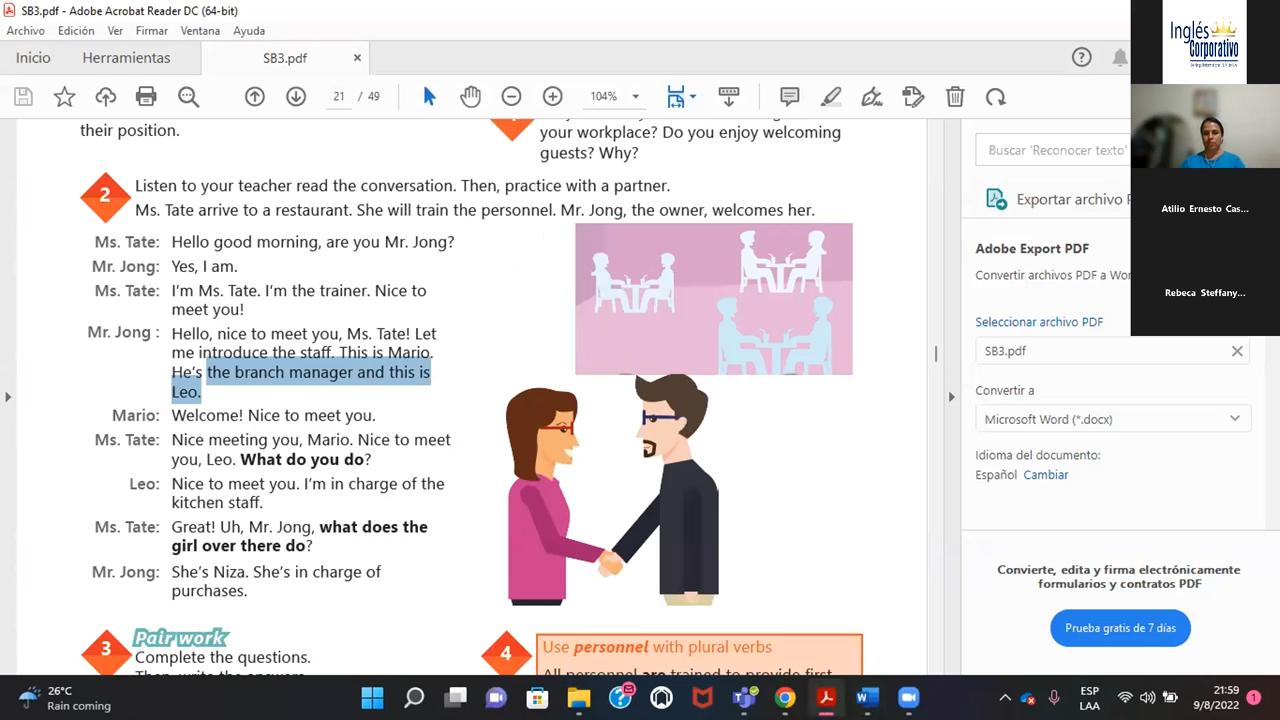 SB3.pdf - Adobe Acrobat Reader DC (64-bit)
Archivo Edición Ver Firmar Ventana Ayuda
Inicio Herramientas SB3.pdf ×
21 / 49 104%
their position.
your workplace? Do you enjoy welcoming
guests? Why?
2 Listen to your teacher read the conversation. Then, practice with a partner.
Ms. Tate arrive to a restaurant. She will train the personnel. Mr. Jong, the owner, welcomes her.
Ms. Tate: Hello good morning, are you Mr. Jong?
Mr. Jong: Yes, I am.
Ms. Tate: I'm Ms. Tate. I'm the trainer. Nice to
meet you!
Mr. Jong : Hello, nice to meet you, Ms. Tate! Let
me introduce the staff. This is Mario.
He's the branch manager and this is
Leo.
Mario: Welcome! Nice to meet you.
Ms. Tate: Nice meeting you, Mario. Nice to meet
you, Leo. What do you do?
Leo: Nice to meet you. I'm in charge of the
kitchen staff.
Ms. Tate: Great! Uh, Mr. Jong, what does the
girl over there do?
Mr. Jong: She's Niza. She's in charge of
purchases.
3 Pair work
Complete the questions.
4 Use personnel with plural verbs
All personnel are trained to provide first
Buscar 'Reconocer texto'
Exportar archivo P
Adobe Export PDF
Convertir archivos PDF a Wor
Seleccionar archivo PDF
SB3.pdf
Convertir a
Microsoft Word (*.docx)
Idioma del documento:
Español Cambiar
Convierte, edita y firma electrónicamente
formularios y contratos PDF
Prueba gratis de 7 días
Inglés
Corporativo
Atilio Ernesto Cas...
Rebeca Steffany...
26°C
Rain coming
ESP
LAA
21:59
9/8/2022
1